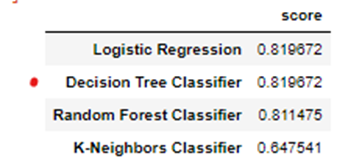 score
Logistic Regression 0.819672
Decision Tree Classifier 0.819672
Random Forest Classifier 0.811475
K-Neighbors Classifier 0.647541